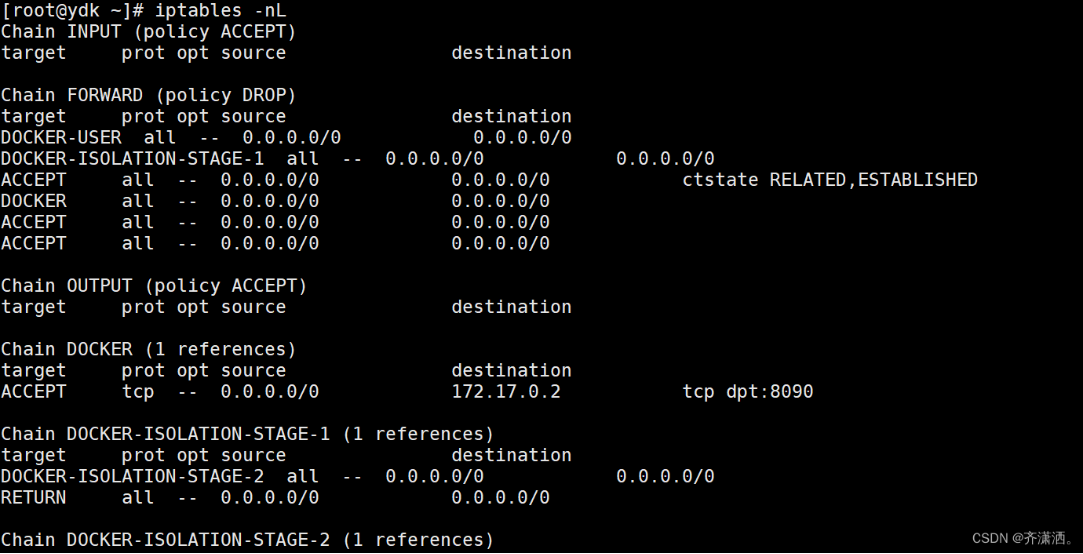 [root@ydk ~]# iptables -nL
Chain INPUT (policy ACCEPT)
target     prot opt source               destination

Chain FORWARD (policy DROP)
target     prot opt source               destination
DOCKER-USER  all  --  0.0.0.0/0            0.0.0.0/0
DOCKER-ISOLATION-STAGE-1  all  --  0.0.0.0/0            0.0.0.0/0
ACCEPT     all  --  0.0.0.0/0            0.0.0.0/0            ctstate RELATED,ESTABLISHED
DOCKER     all  --  0.0.0.0/0            0.0.0.0/0
ACCEPT     all  --  0.0.0.0/0            0.0.0.0/0
ACCEPT     all  --  0.0.0.0/0            0.0.0.0/0

Chain OUTPUT (policy ACCEPT)
target     prot opt source               destination

Chain DOCKER (1 references)
target     prot opt source               destination
ACCEPT     tcp  --  0.0.0.0/0            172.17.0.2           tcp dpt:8090

Chain DOCKER-ISOLATION-STAGE-1 (1 references)
target     prot opt source               destination
DOCKER-ISOLATION-STAGE-2  all  --  0.0.0.0/0            0.0.0.0/0
RETURN     all  --  0.0.0.0/0            0.0.0.0/0

Chain DOCKER-ISOLATION-STAGE-2 (1 references)
CSDN @齐潇洒。